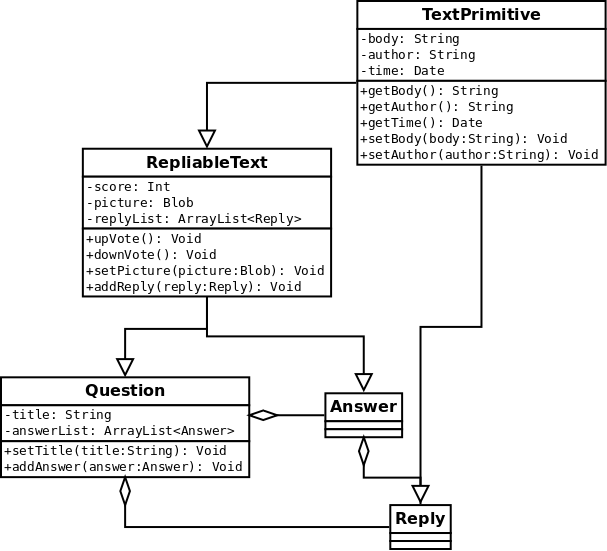 TextPrimitive
-body: String
-author: String
-time: Date
+getBody(): String
+getAuthor(): String
+getTime(): Date
+setBody(body:String): Void
+setAuthor(author:String): Void
RepliableText
-score: Int
-picture: Blob
-replyList: ArrayList<Reply>
+upVote(): Void
+downVote(): Void
+setPicture(picture:Blob): Void
+addReply(reply:Reply): Void
Question
-title: String
-answerList: ArrayList<Answer>
+setTitle(title:String): Void
+addAnswer(answer:Answer): Void
Answer
Reply